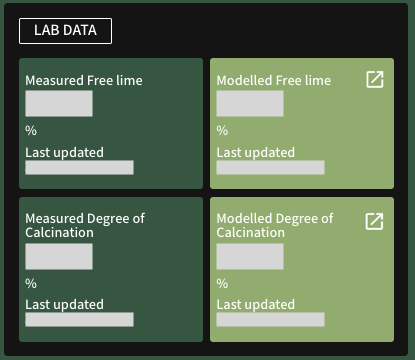 LAB DATA
Measured Free lime
%
Last updated
Modelled Free lime
%
Last updated
Measured Degree of
Calcination
%
Last updated
Modelled Degree of
Calcination
%
Last updated